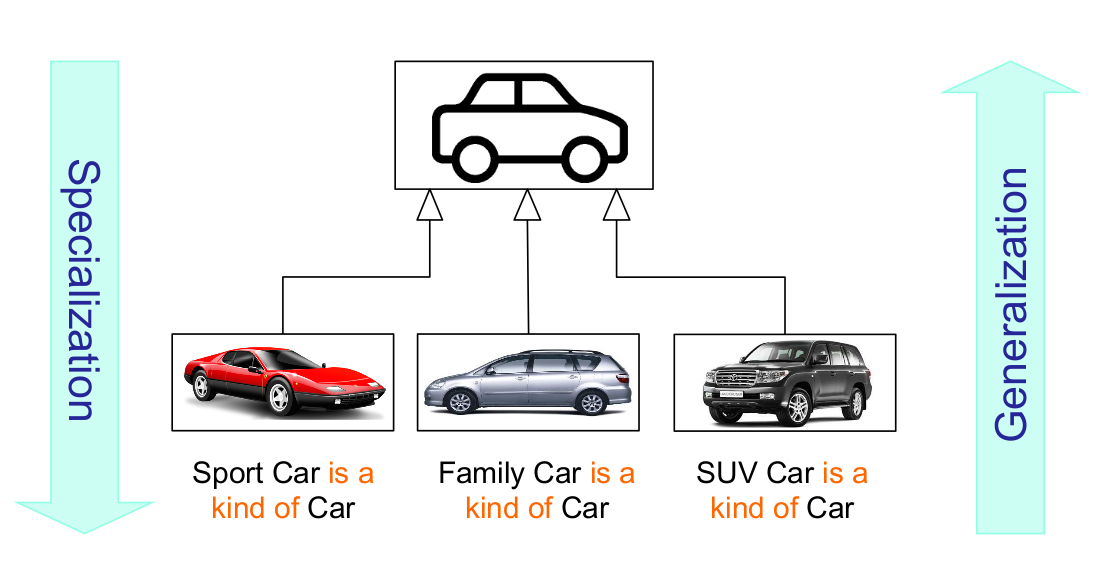 Specialization
Generalization
Sport Car is a
kind of Car
Family Car is a
kind of Car
SUV Car is a
kind of Car